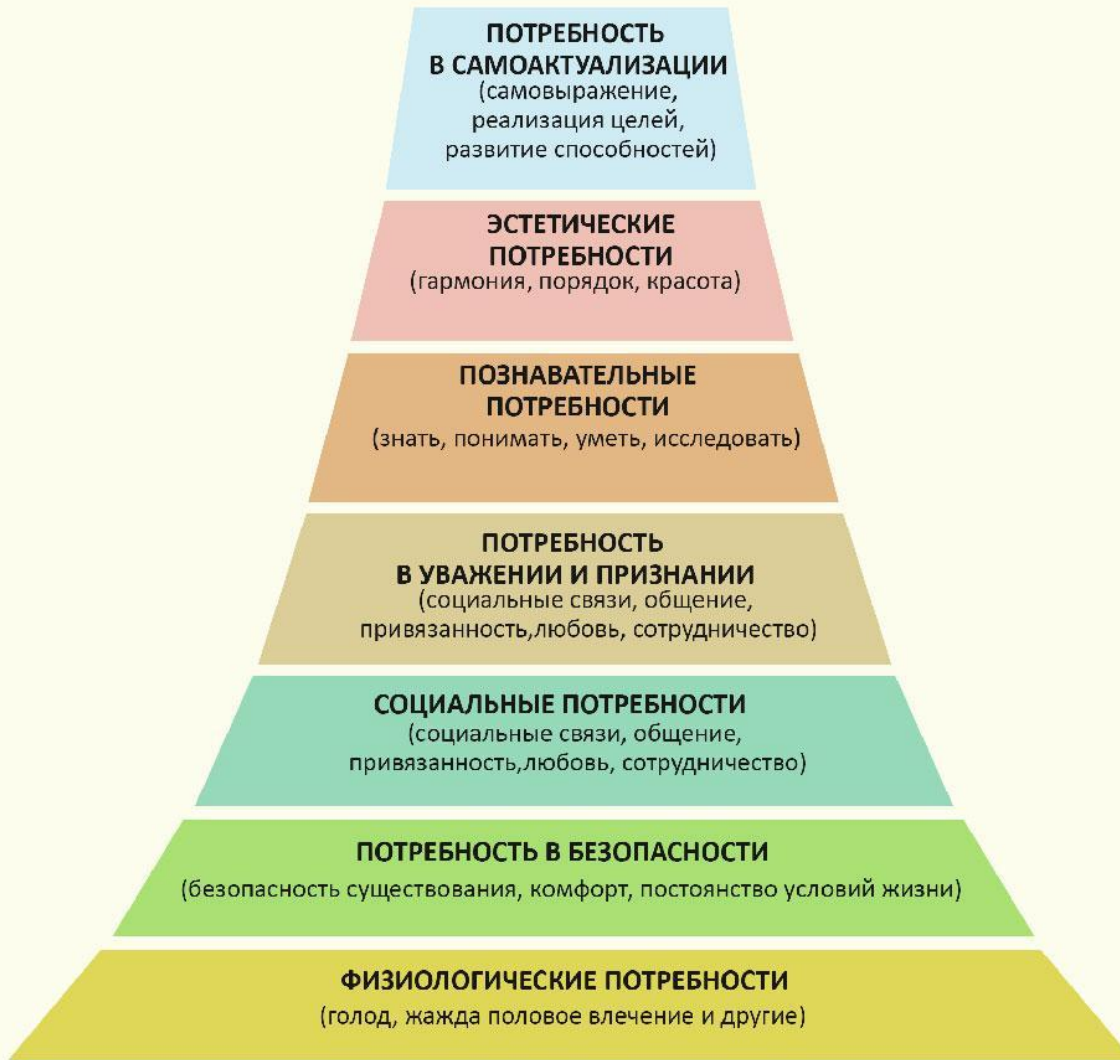 ПОТРЕБНОСТЬ
В САМОАКТУАЛИЗАЦИИ
(самовыражение,
реализация целей,
развитие способностей)
ЭСТЕТИЧЕСКИЕ
ПОТРЕБНОСТИ
(гармония, порядок, красота)
ПОЗНАВАТЕЛЬНЫЕ
ПОТРЕБНОСТИ
(знать, понимать, уметь, исследовать)
ПОТРЕБНОСТЬ
В УВАЖЕНИИ И ПРИЗНАНИИ
(социальные связи, общение,
привязанность,любовь, сотрудничество)
СОЦИАЛЬНЫЕ ПОТРЕБНОСТИ
(социальные связи, общение,
привязанность,любовь, сотрудничество)
ПОТРЕБНОСТЬ В БЕЗОПАСНОСТИ
(безопасность существования, комфорт, постоянство условий жизни)
ФИЗИОЛОГИЧЕСКИЕ ПОТРЕБНОСТИ
(голод, жажда половое влечение и другие)